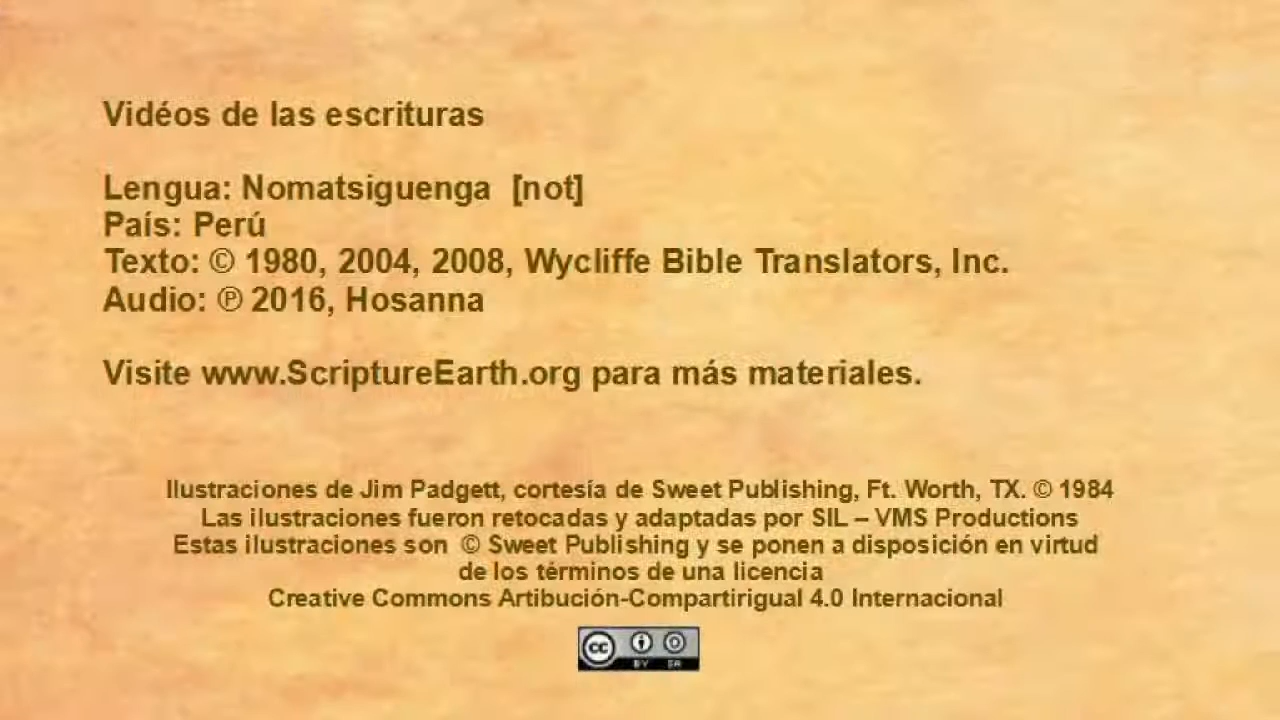 Vidéos de las escrituras
Lengua: Nomatsiguenga [not]
País: Perú
Texto: © 1980, 2004, 2008, Wycliffe Bible Translators, Inc.
Audio: ℗ 2016, Hosanna
Visite www.ScriptureEarth.org para más materiales.
Ilustraciones de Jim Padgett, cortesía de Sweet Publishing, Ft. Worth, TX. © 1984
Las ilustraciones fueron retocadas y adaptadas por SIL – VMS Productions
Estas ilustraciones son © Sweet Publishing y se ponen a disposición en virtud
de los términos de una licencia
Creative Commons Artibución-Compartirigual 4.0 Internacional
cc BY SA